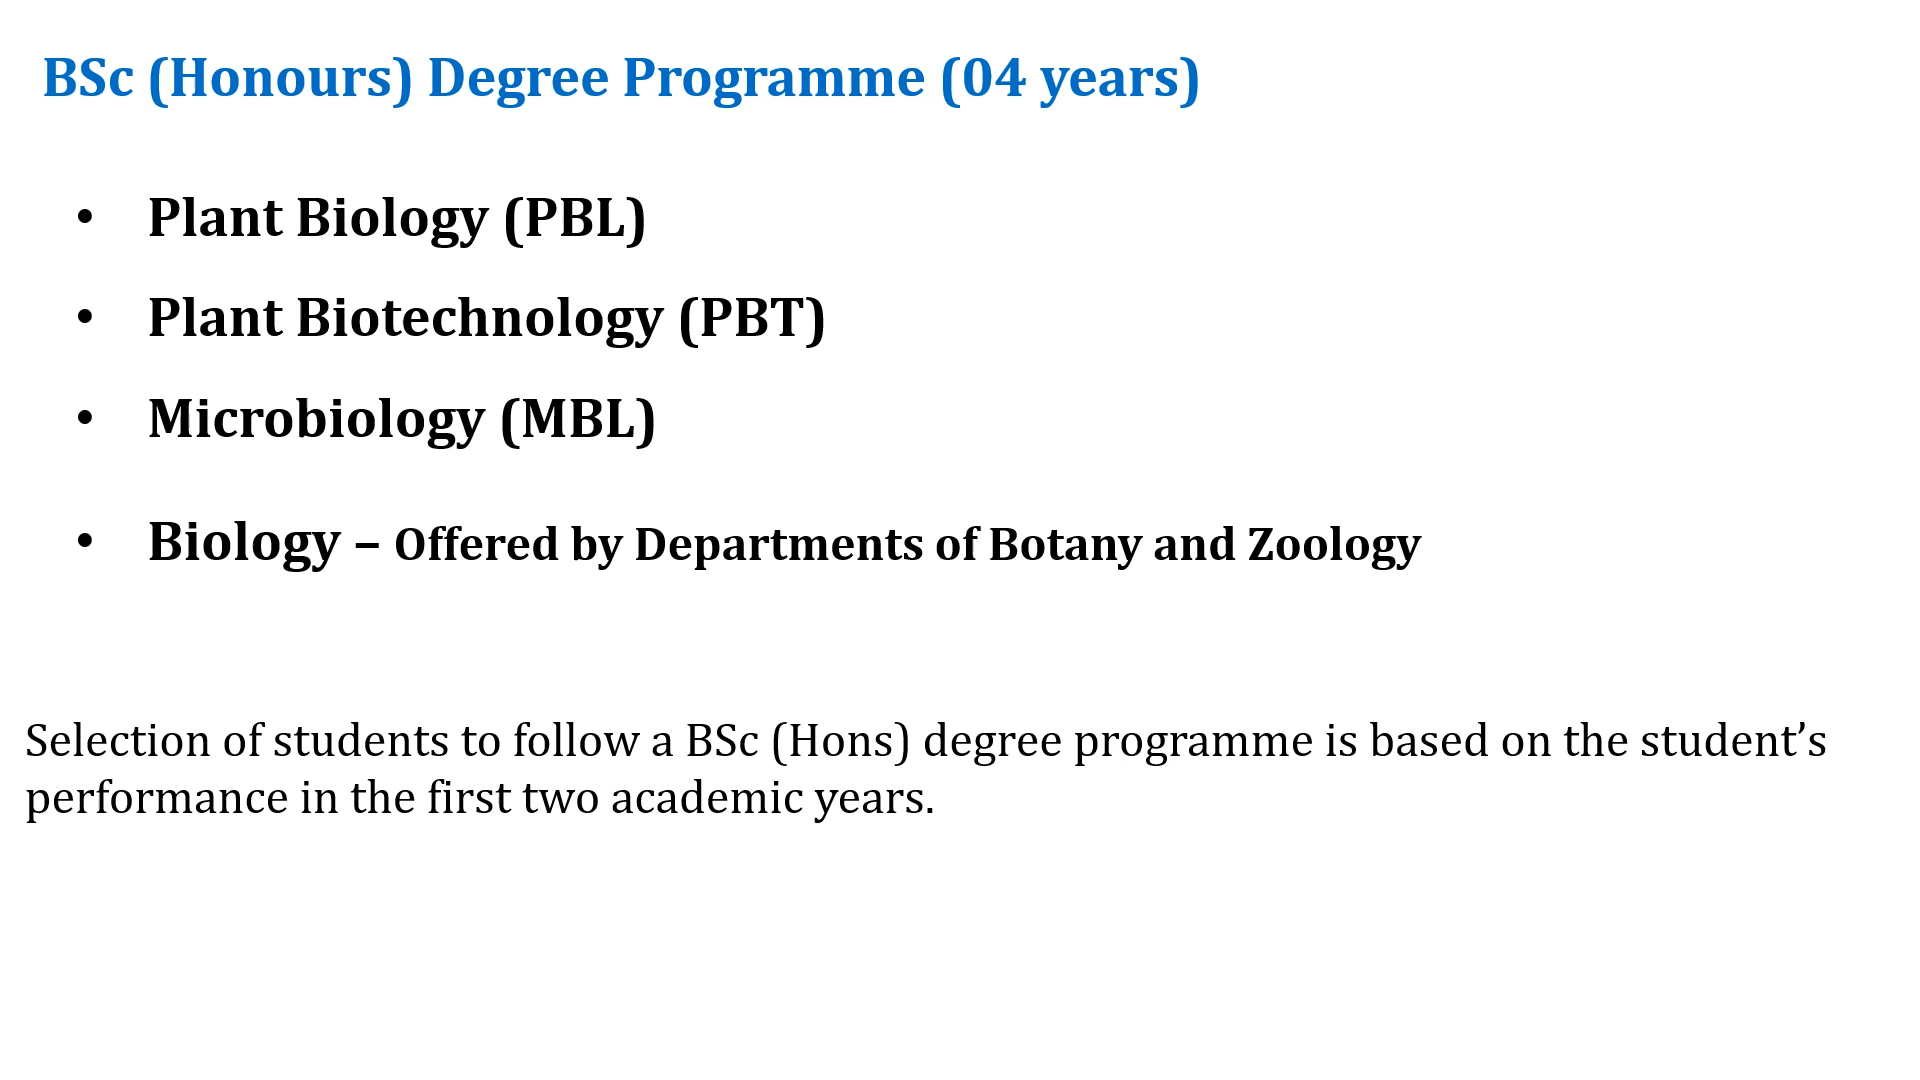 BSc (Honours) Degree Programme (04 years)
• Plant Biology (PBL)
• Plant Biotechnology (PBT)
• Microbiology (MBL)
• Biology – Offered by Departments of Botany and Zoology
Selection of students to follow a BSc (Hons) degree programme is based on the student’s
performance in the first two academic years.